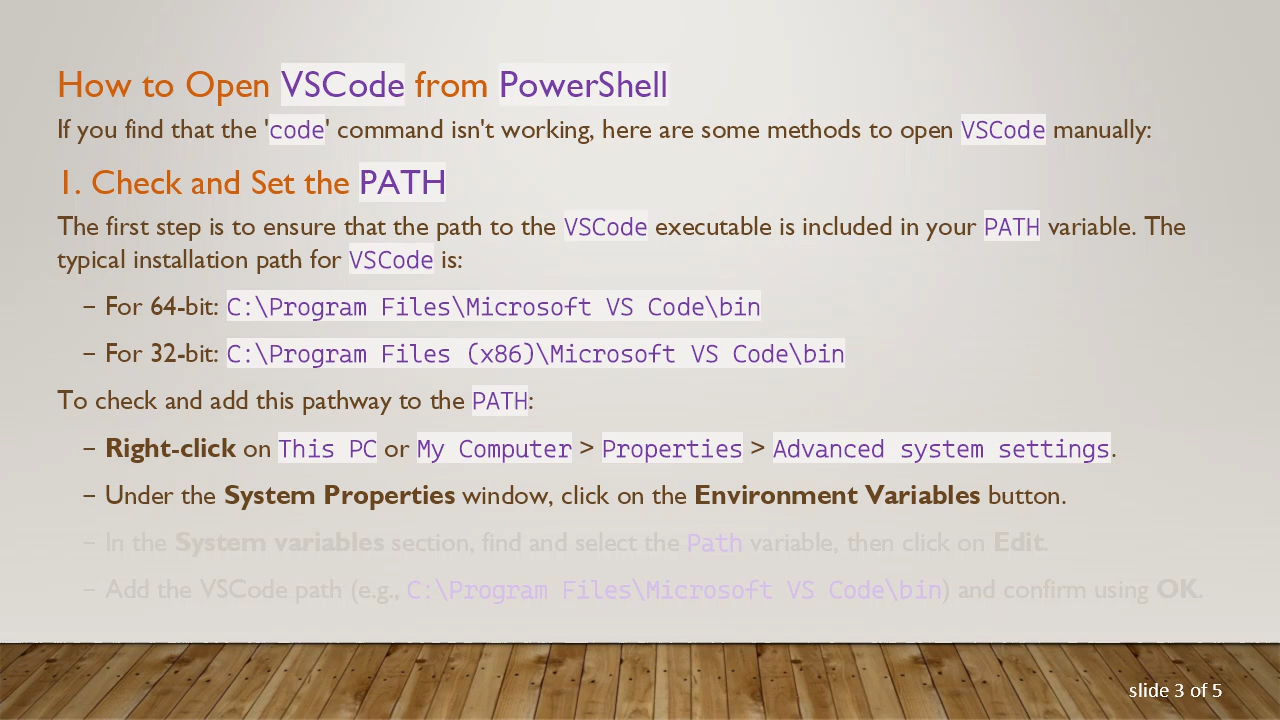 How to Open VSCode from PowerShell
If you find that the 'code' command isn't working, here are some methods to open VSCode manually:
1. Check and Set the PATH
The first step is to ensure that the path to the VSCode executable is included in your PATH variable. The
typical installation path for VSCode is:
– For 64-bit: C:\Program Files\Microsoft VS Code\bin
– For 32-bit: C:\Program Files (x86)\Microsoft VS Code\bin
To check and add this pathway to the PATH:
– Right-click on This PC or My Computer > Properties > Advanced system settings.
– Under the System Properties window, click on the Environment Variables button.
– In the System variables section, find and select the Path variable, then click on Edit.
– Add the VSCode path (e.g., C:\Program Files\Microsoft VS Code\bin) and confirm using OK.
slide 3 of 5